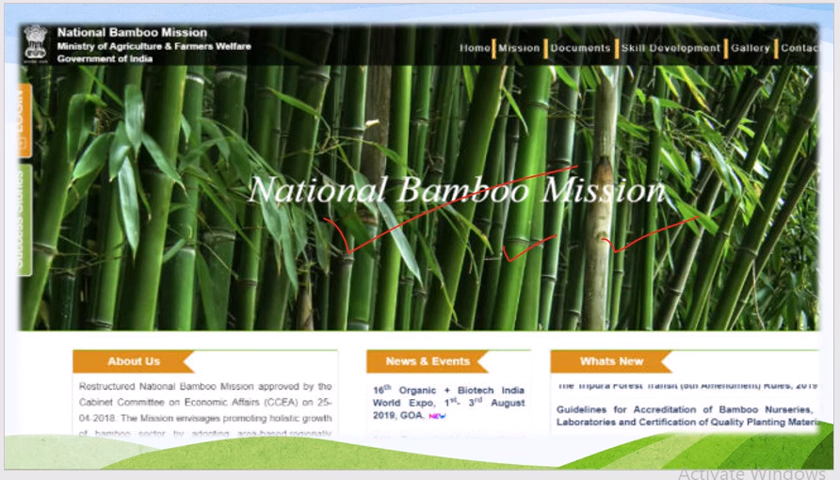 National Bamboo Mission
Ministry of Agriculture & Farmers Welfare
Government of India
Home Mission Documents Skill Development Gallery Contac
LOGIN
Success Stories
National Bamboo Mission
About Us
Restructured National Bamboo Mission approved by the
Cabinet Committee on Economic Affairs (CCEA) on 25-
04-2018. The Mission envisages promoting holistic growth
of bamboo sector by adopting area-based,regionally
News & Events
16th Organic + Biotech India
World Expo, 1st- 3rd August
2019, GOA. NEW
Whats New
The Tripura Forest Transit (6th Amendment) Rules, 2019
Guidelines for Accreditation of Bamboo Nurseries,
Laboratories and Certification of Quality Planting Materia
Activate Windows